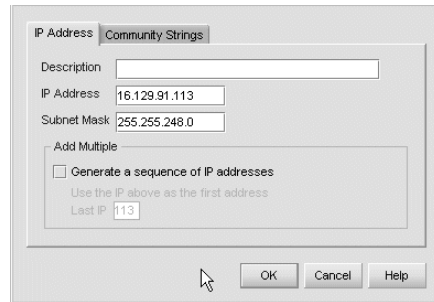 IP Address Community Strings
Description
IP Address 16.129.91.113
Subnet Mask 255.255.248.0
Add Multiple
Generate a sequence of IP addresses
Use the IP above as the first address
Last IP 113
OK Cancel Help